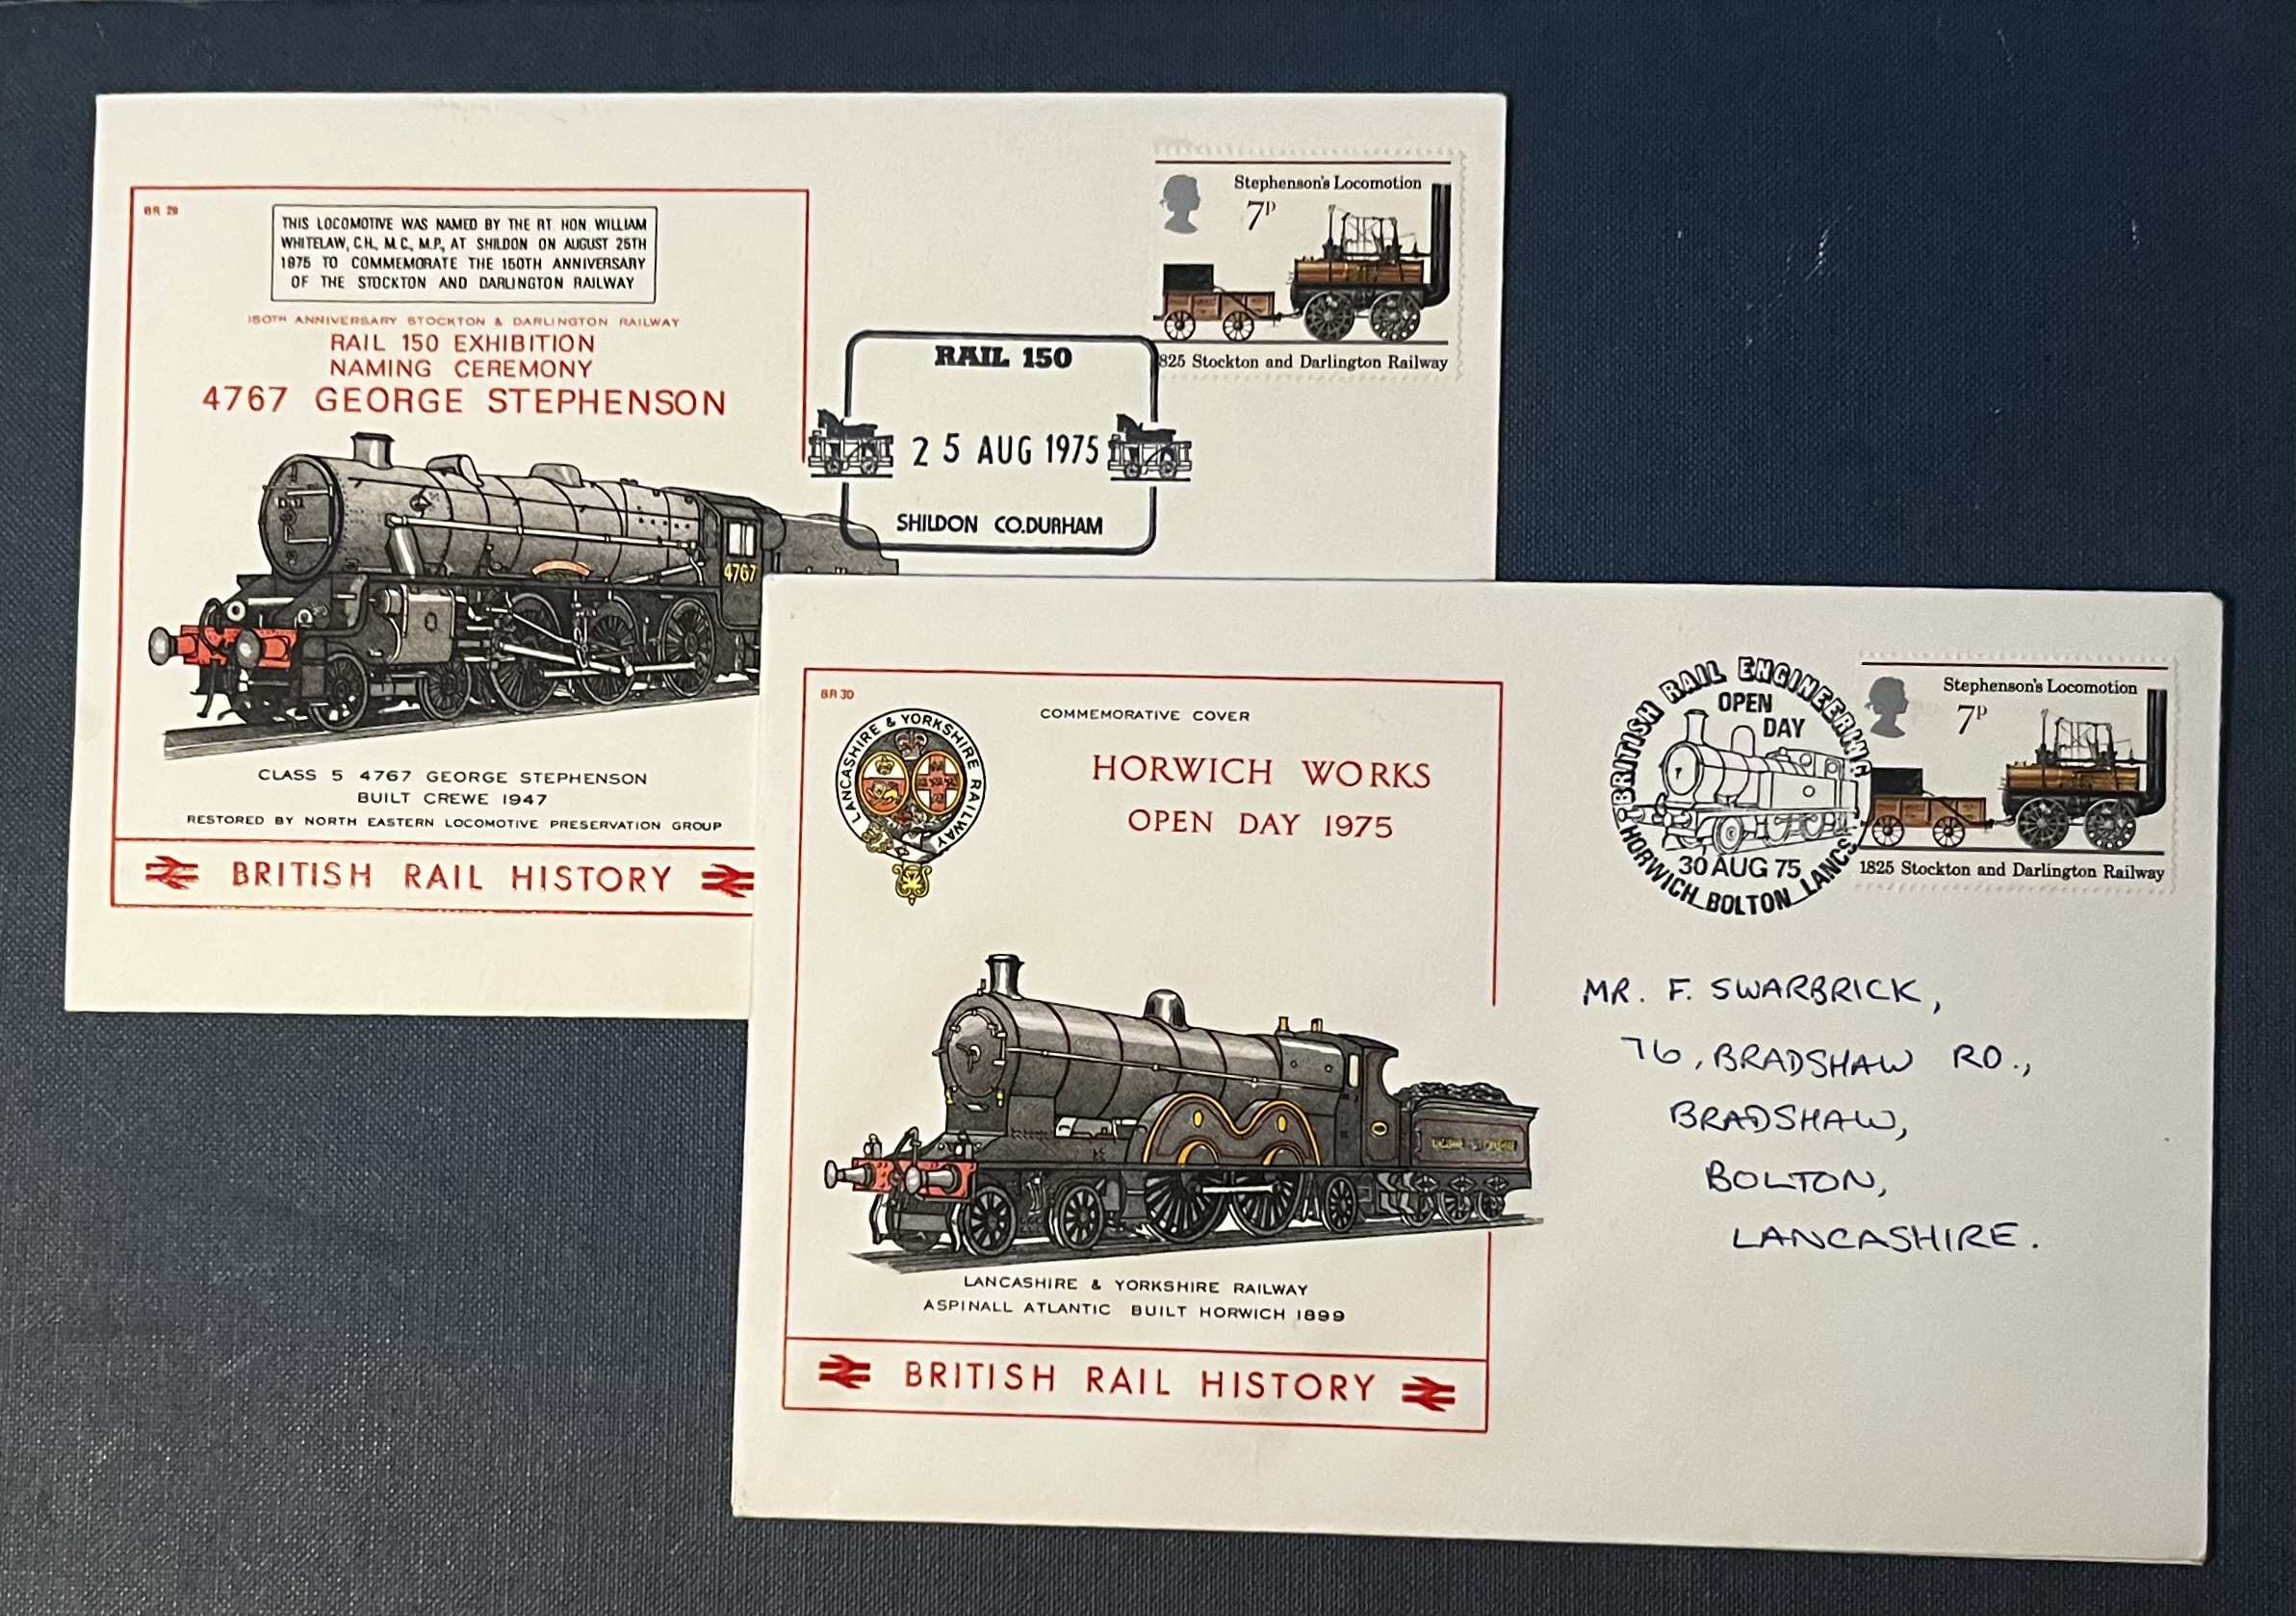 BR 29
THIS LOCOMOTIVE WAS NAMED BY THE RT. HON. WILLIAM
WHITELAW, C.H., M.C., M.P., AT SHILDON ON AUGUST 25TH
1975 TO COMMEMORATE THE 150TH ANNIVERSARY
OF THE STOCKTON AND DARLINGTON RAILWAY
150TH ANNIVERSARY STOCKTON & DARLINGTON RAILWAY
RAIL 150 EXHIBITION
NAMING CEREMONY
4767 GEORGE STEPHENSON
4767
CLASS 5 4767 GEORGE STEPHENSON
BUILT CREWE 1947
RESTORED BY NORTH EASTERN LOCOMOTIVE PRESERVATION GROUP
BRITISH RAIL HISTORY
RAIL 150
25 AUG 1975
SHILDON CO.DURHAM
Stephenson's Locomotion
7P
825 Stockton and Darlington Railway
BR 30
LANCASHIRE & YORKSHIRE RAILWAY
COMMEMORATIVE COVER
HORWICH WORKS
OPEN DAY 1975
LANCASHIRE & YORKSHIRE RAILWAY
ASPINALL ATLANTIC BUILT HORWICH 1899
BRITISH RAIL HISTORY
BRITISH RAIL ENGINEERING
OPEN
DAY
30 AUG 75
HORWICH BOLTON LANCS
Stephenson's Locomotion
7P
1825 Stockton and Darlington Railway
MR. F. SWARBRICK,
76, BRADSHAW RD.,
BRADSHAW,
BOLTON,
LANCASHIRE.